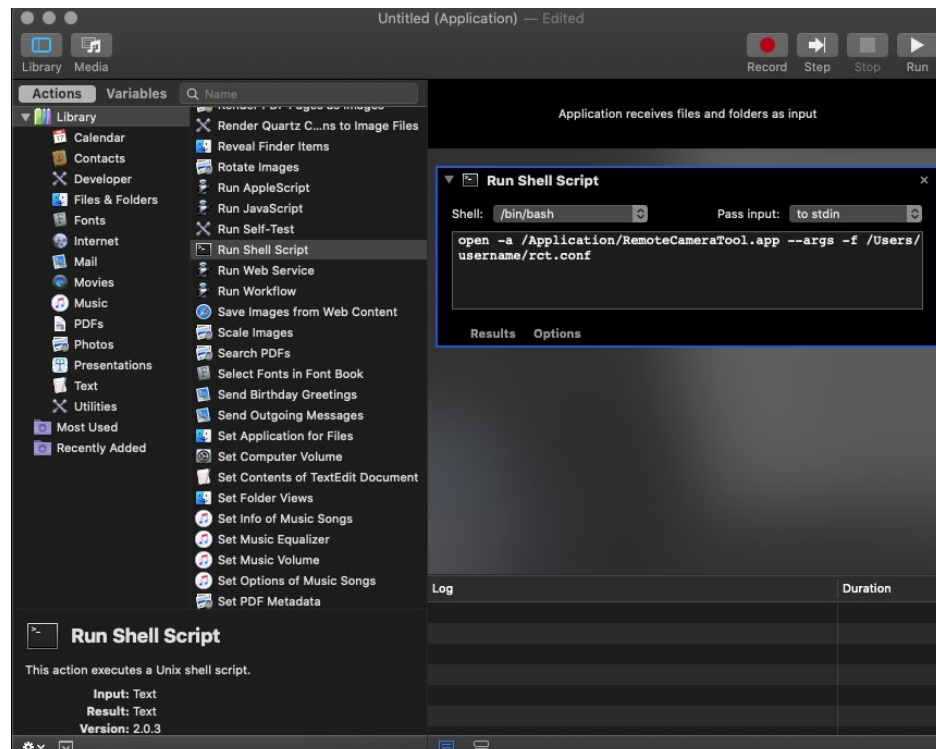 Untitled (Application) — Edited
Library Media
Record Step Stop Run
Actions Variables
Name
Library
Calendar
Contacts
Developer
Files & Folders
Fonts
Internet
Mail
Movies
Music
PDFs
Photos
Presentations
Text
Utilities
Most Used
Recently Added
Render PDF Pages as Images
Render Quartz C...ns to Image Files
Reveal Finder Items
Rotate Images
Run AppleScript
Run JavaScript
Run Self-Test
Run Shell Script
Run Web Service
Run Workflow
Save Images from Web Content
Scale Images
Search PDFs
Select Fonts in Font Book
Send Birthday Greetings
Send Outgoing Messages
Set Application for Files
Set Computer Volume
Set Contents of TextEdit Document
Set Folder Views
Set Info of Music Songs
Set Music Equalizer
Set Music Volume
Set Options of Music Songs
Set PDF Metadata
Run Shell Script
This action executes a Unix shell script.
Input: Text
Result: Text
Version: 2.0.3
Application receives files and folders as input
Run Shell Script
Shell: /bin/bash Pass input: to stdin
open -a /Application/RemoteCameraTool.app --args -f /Users/
username/rct.conf
Results Options
Log Duration